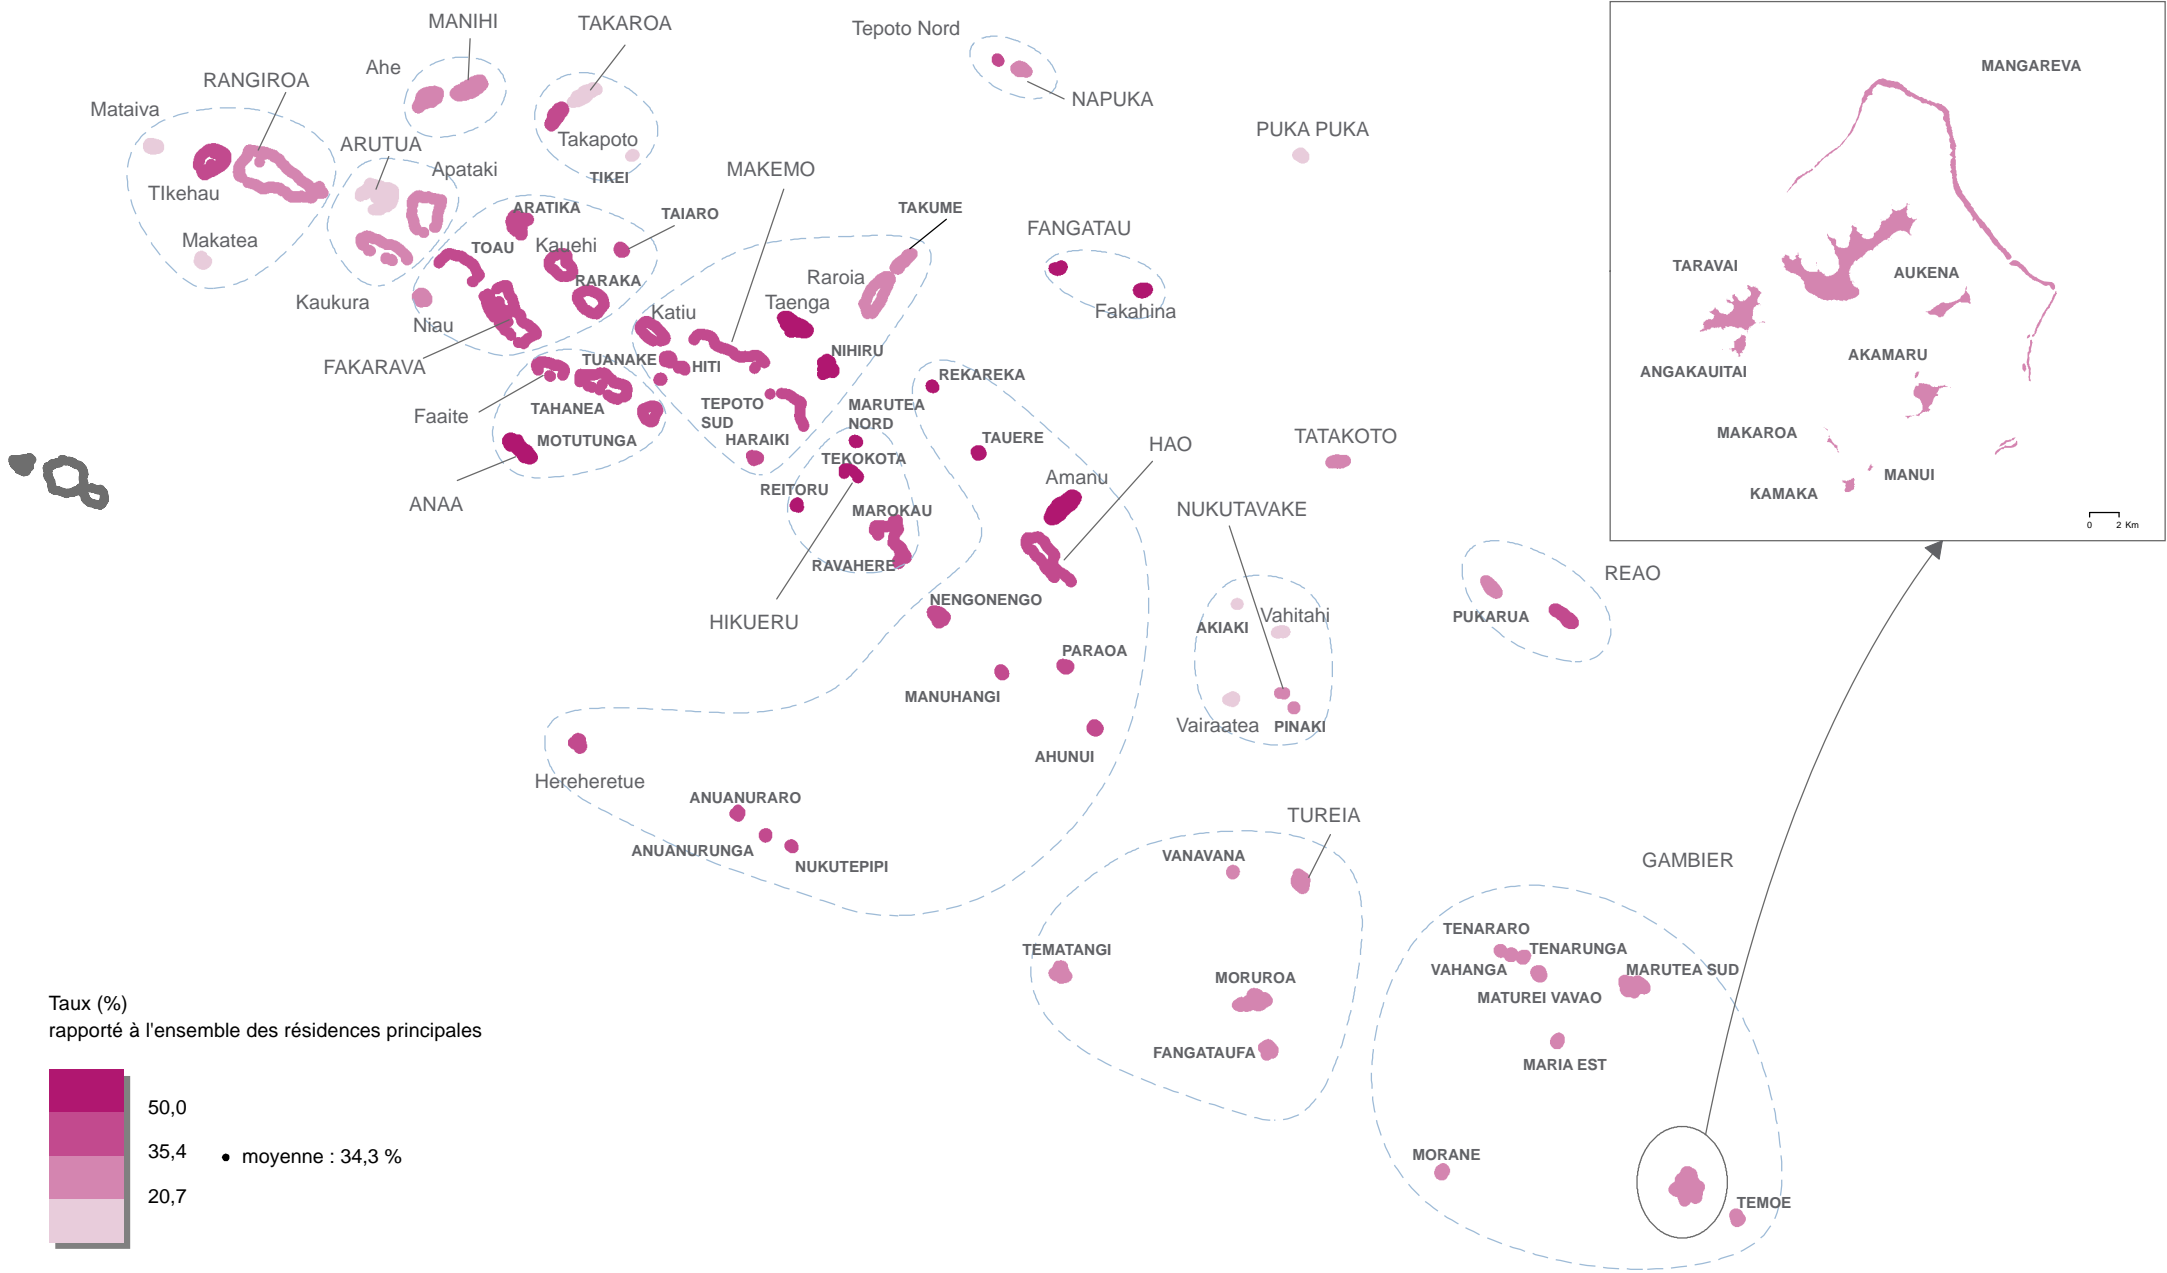 MANIHI
TAKAROA
Tepoto Nord
Ahe
RANGIROA
Mataiva
NAPUKA
MANGAREVA
PUKA PUKA
ARUTUA
Takapoto
Apataki
TIKEI
MAKEMO
TIkehau
ARATIKA
TAIARO
TAKUME
FANGATAU
Makatea
TOAU
Kauehi
RARAKA
Raroia
TARAVAI
AUKENA
Kaukura
Niau
Katiu
Taenga
Fakahina
FAKARAVA
TUANAKE
HITI
NIHIRU
REKAREKA
AKAMARU
ANGAKAUITAI
Faaite
TAHANEA
TEPOTO
SUD
MARUTEA
NORD
MOTUTUNGA
HARAIKI
TAUERE
HAO
TATAKOTO
MAKAROA
TEKOKOTA
MANUI
ANAA
REITORU
Amanu
KAMAKA
MAROKAU
NUKUTAVAKE
0 2 Km
RAVAHERE
REAO
NENGONENGO
HIKUERU
AKIAKI
Vahitahi
PUKARUA
PARAOA
MANUHANGI
Vairaatea
PINAKI
AHUNUI
Hereheretue
ANUANURARO
ANUANURUNGA
NUKUTEPIPI
TUREIA
VANAVANA
GAMBIER
TENARARO
TENARUNGA
TEMATANGI
VAHANGA
MARUTEA SUD
MORUROA
MATUREI VAVAO
FANGATAUFA
MARIA EST
MORANE
TEMOE
Taux (%)
rapporté à l'ensemble des résidences principales
50,0
35,4
• moyenne : 34,3 %
20,7